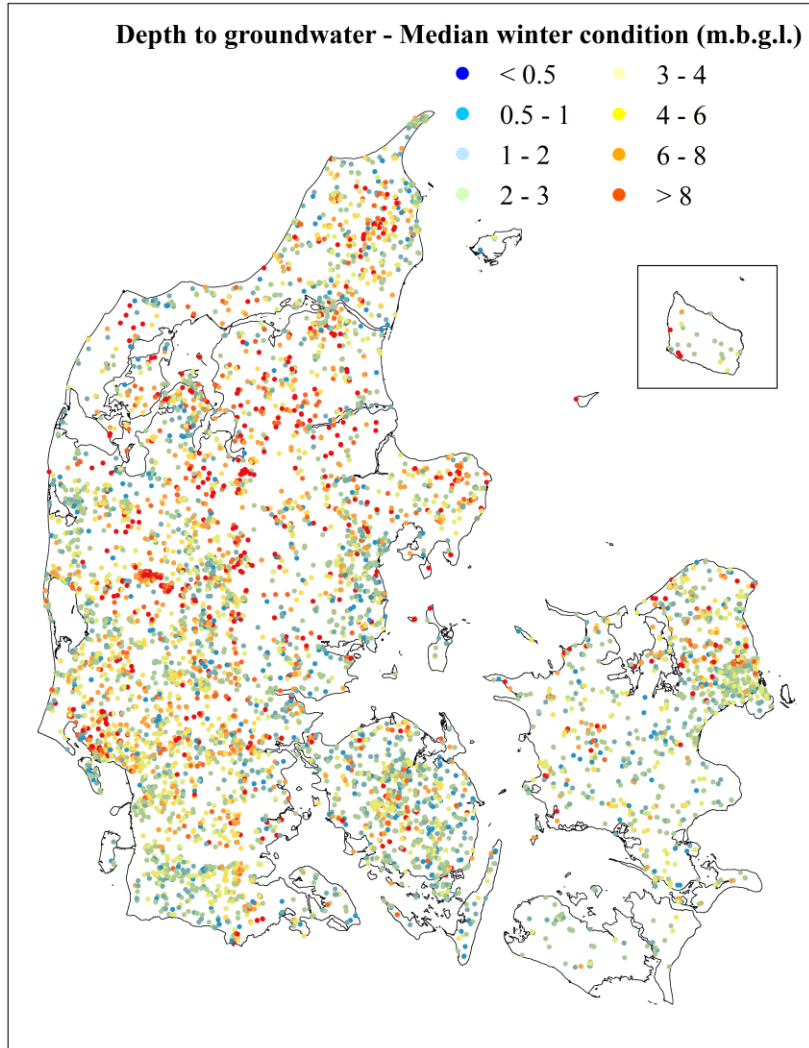 Depth to groundwater - Median winter condition (m.b.g.l.)
< 0.5
0.5 - 1
1 - 2
2 - 3
3 - 4
4 - 6
6 - 8
> 8